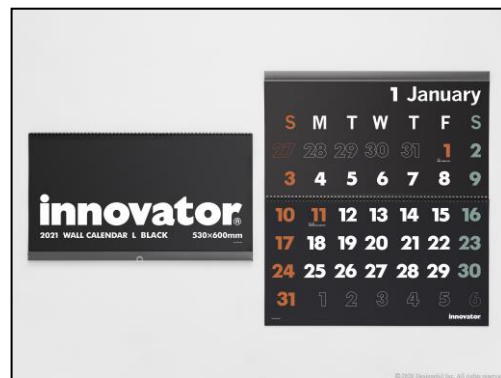 innovator®
2021 WALL CALENDAR L BLACK 530×600mm
1 January
S M T W T F S
27 28 29 30 31 1 2
3 4 5 6 7 8 9
10 11 12 13 14 15 16
17 18 19 20 21 22 23
24 25 26 27 28 29 30
31 1 2 3 4 5 6
innovator